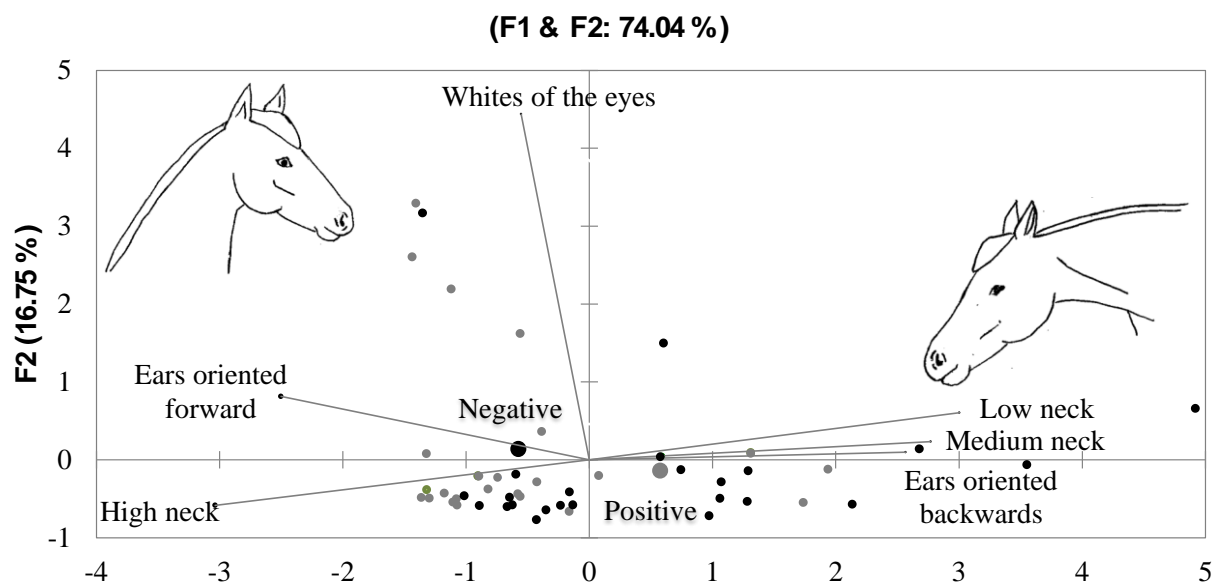 (F1 & F2: 74.04 %)
5
Whites of the eyes
4
3
F2 (16.75 %)
2
Ears oriented
forward
1
Negative
Low neck
Medium neck
0
Ears oriented
backwards
High neck
Positive
-1
-4 -3 -2 -1 0 1 2 3 4 5